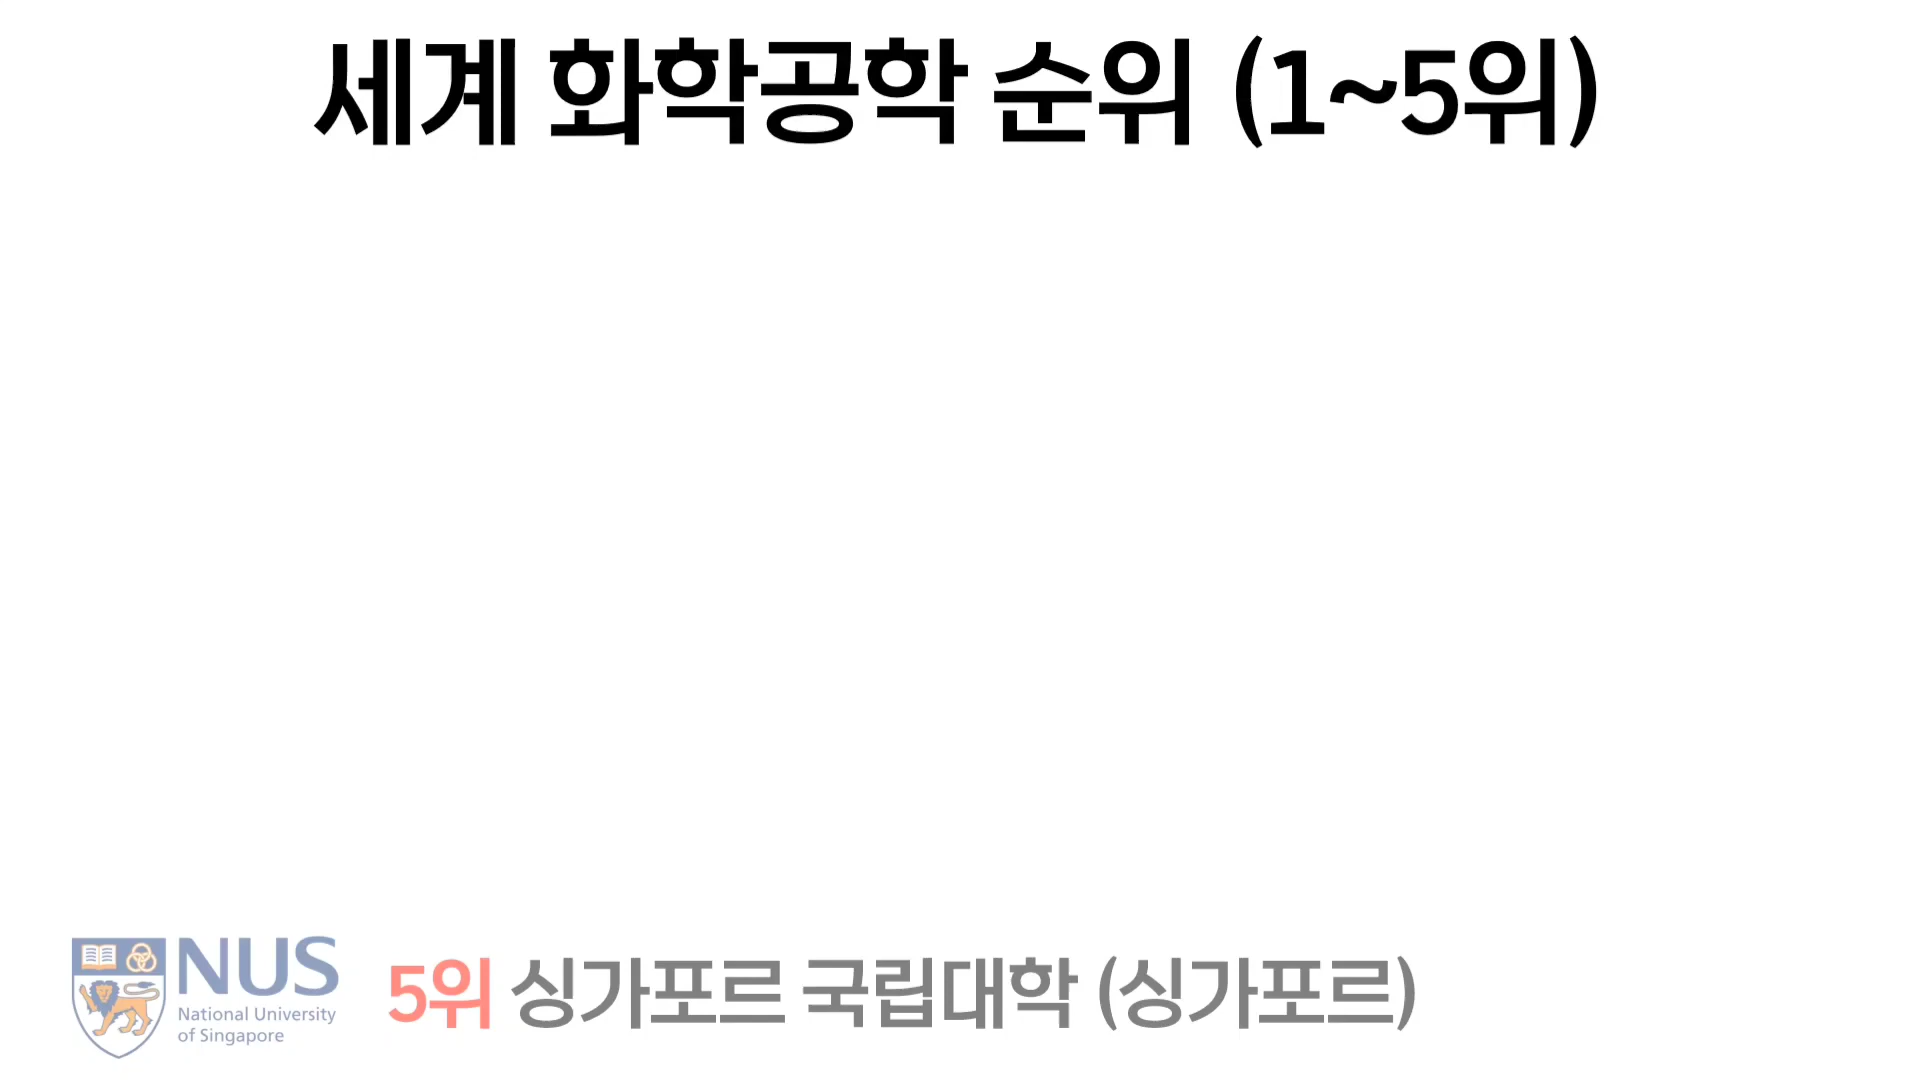 세계 화학공학 순위 (1~5위)
NUS
National University
of Singapore
5위 싱가포르 국립대학 (싱가포르)